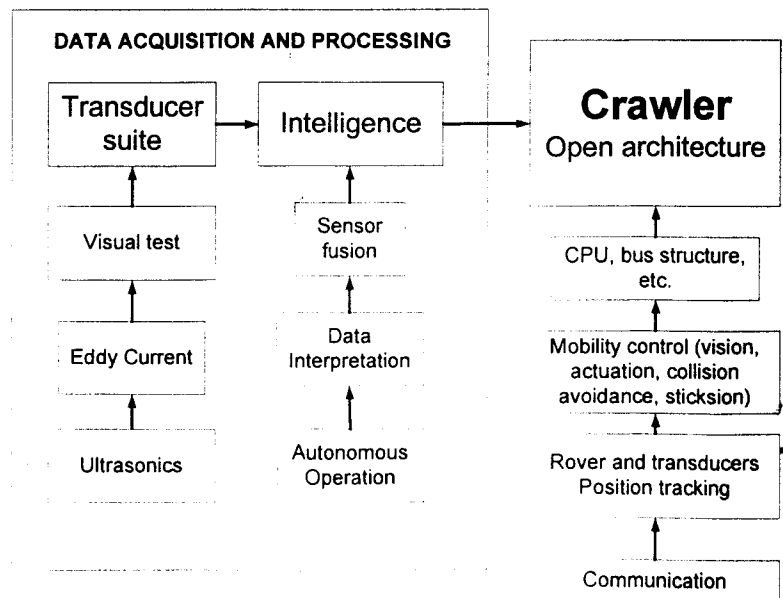 DATA ACQUISITION AND PROCESSING
Transducer
suite
Intelligence
Crawler
Open architecture
Visual test
Sensor
fusion
CPU, bus structure,
etc.
Eddy Current
Data
Interpretation
Mobility control (vision,
actuation, collision
avoidance, sticksion)
Ultrasonics
Autonomous
Operation
Rover and transducers
Position tracking
Communication